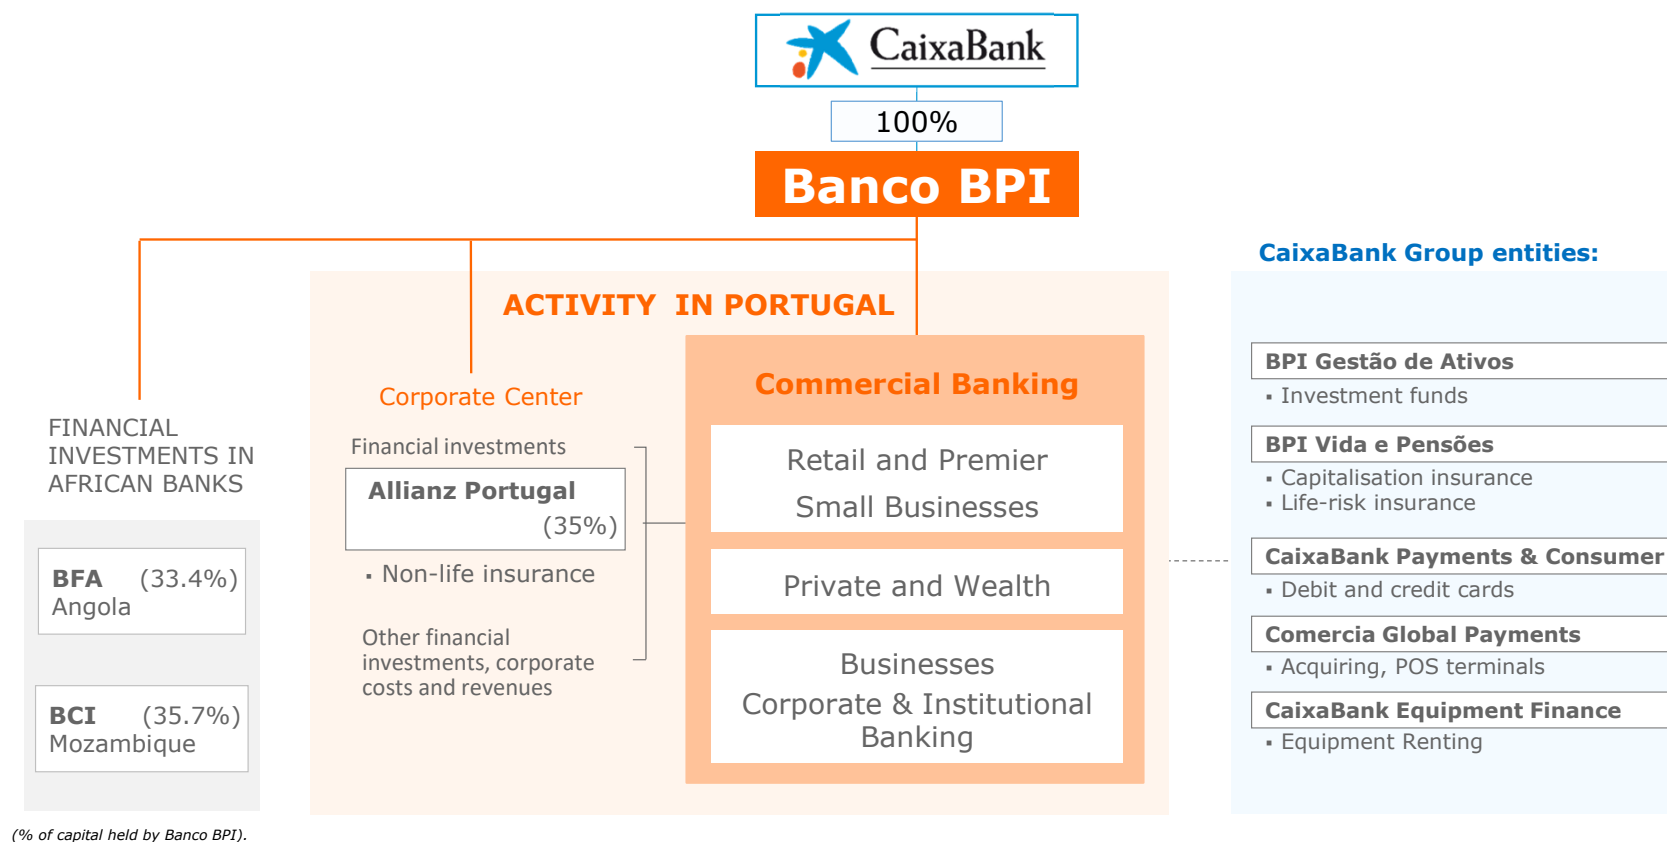 CaixaBank
100%
Banco BPI
FINANCIAL
INVESTMENTS IN
AFRICAN BANKS
BFA (33.4%)
Angola
BCI (35.7%)
Mozambique
(% of capital held by Banco BPI).
ACTIVITY IN PORTUGAL
Corporate Center
Financial investments
Allianz Portugal
(35%)
▪ Non-life insurance
Other financial
investments, corporate
costs and revenues
Commercial Banking
Retail and Premier
Small Businesses
Private and Wealth
Businesses
Corporate & Institutional
Banking
CaixaBank Group entities:
BPI Gestão de Ativos
▪ Investment funds
BPI Vida e Pensões
▪ Capitalisation insurance
▪ Life-risk insurance
CaixaBank Payments & Consumer
▪ Debit and credit cards
Comercia Global Payments
▪ Acquiring, POS terminals
CaixaBank Equipment Finance
▪ Equipment Renting